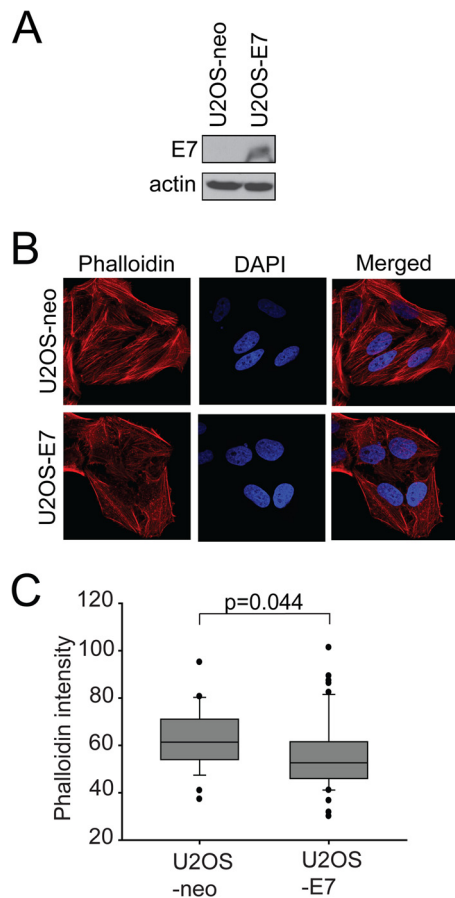 A
U2OS-neo
U2OS-E7
E7
actin
B
Phalloidin DAPI Merged
U2OS-neo
U2OS-E7
C
p=0.044
Phalloidin intensity
120
100
80
60
40
20
U2OS
-neo
U2OS
-E7